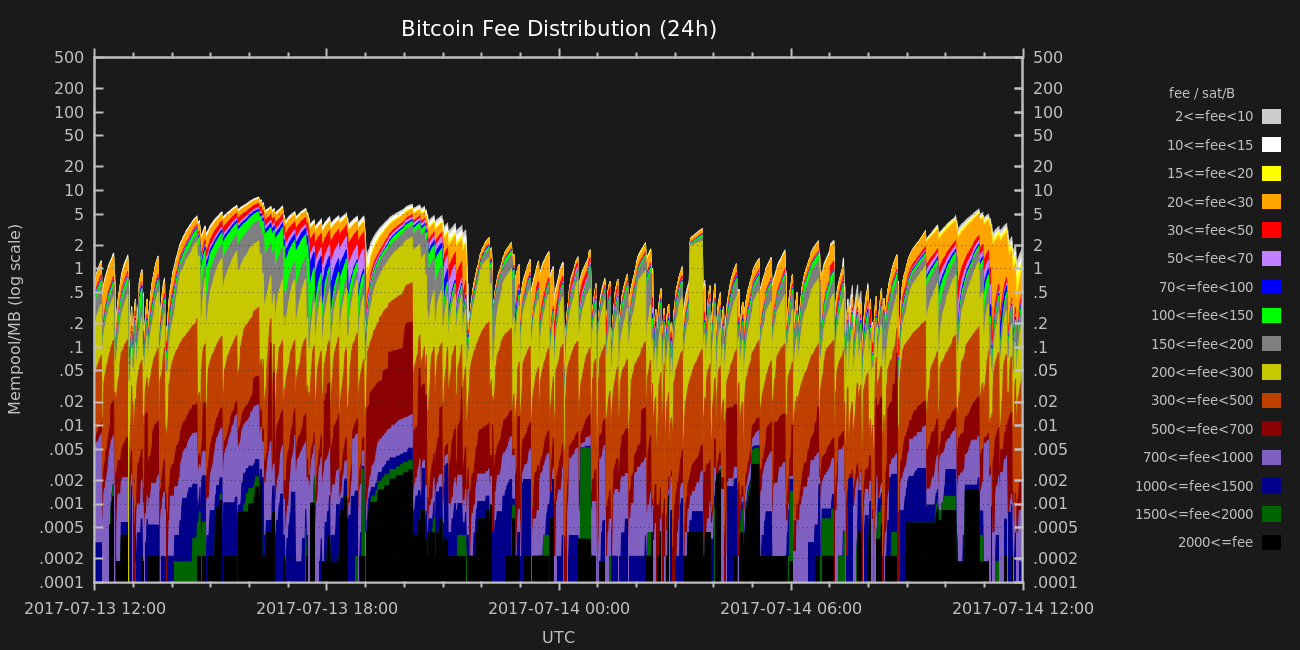 Bitcoin Fee Distribution (24h)
500 500
200 200
100 100
50 50
20 20
10 10
5 5
2 2
1 1
.5 .5
.2 .2
.1 .1
.05 .05
.02 .02
.01 .01
.005 .005
.002 .002
.001 .001
.0005 .0005
.0002 .0002
.0001 .0001
Mempool/MB (log scale)
2017-07-13 12:00 2017-07-13 18:00 2017-07-14 00:00 2017-07-14 06:00 2017-07-14 12:00
UTC
fee / sat/B
2<=fee<10
10<=fee<15
15<=fee<20
20<=fee<30
30<=fee<50
50<=fee<70
70<=fee<100
100<=fee<150
150<=fee<200
200<=fee<300
300<=fee<500
500<=fee<700
700<=fee<1000
1000<=fee<1500
1500<=fee<2000
2000<=fee